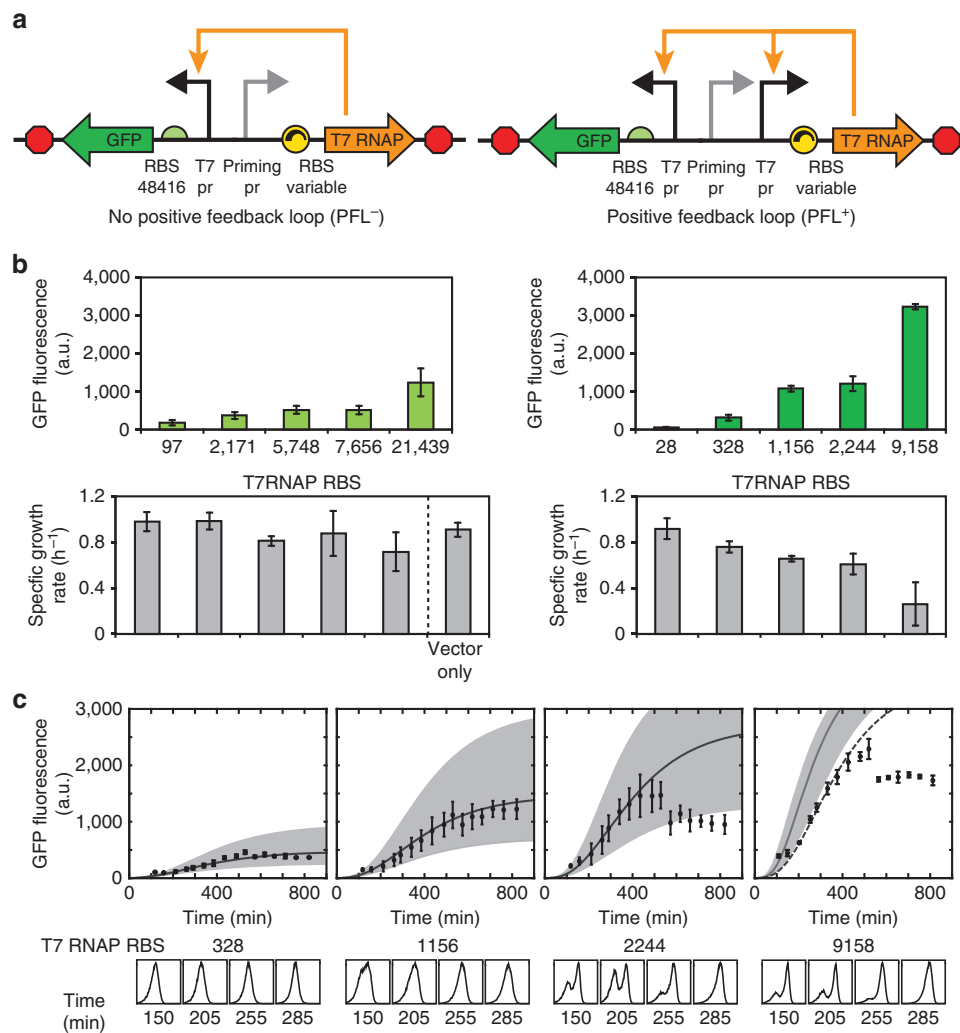 a
GFP
T7 RNAP
RBS T7 Priming RBS
48416 pr pr variable
No positive feedback loop (PFL⁻)
GFP
T7 RNAP
RBS T7 Priming T7 RBS
48416 pr pr pr variable
Positive feedback loop (PFL⁺)
b
GFP fluorescence
(a.u.)
4,000
3,000
2,000
1,000
0
97 2,171 5,748 7,656 21,439
T7RNAP RBS
Specfic growth
rate (h⁻¹)
1.2
0.8
0.4
0
Vector
only
GFP fluorescence
(a.u.)
4,000
3,000
2,000
1,000
0
28 328 1,156 2,244 9,158
T7RNAP RBS
Specfic growth
rate (h⁻¹)
1.2
0.8
0.4
0
c
GFP fluorescence
(a.u.)
3,000
2,000
1,000
0
0 400 800 0 400 800 0 400 800 0 400 800
Time (min) Time (min) Time (min) Time (min)
T7 RNAP RBS 328 1156 2244 9158
Time
(min)
150 205 255 285 150 205 255 285 150 205 255 285 150 205 255 285